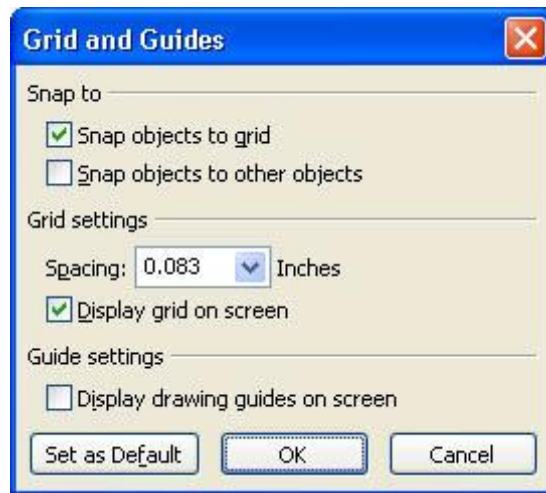 Grid and Guides
Snap to
Snap objects to grid
Snap objects to other objects
Grid settings
Spacing: 0.083 Inches
Display grid on screen
Guide settings
Display drawing guides on screen
Set as Default OK Cancel